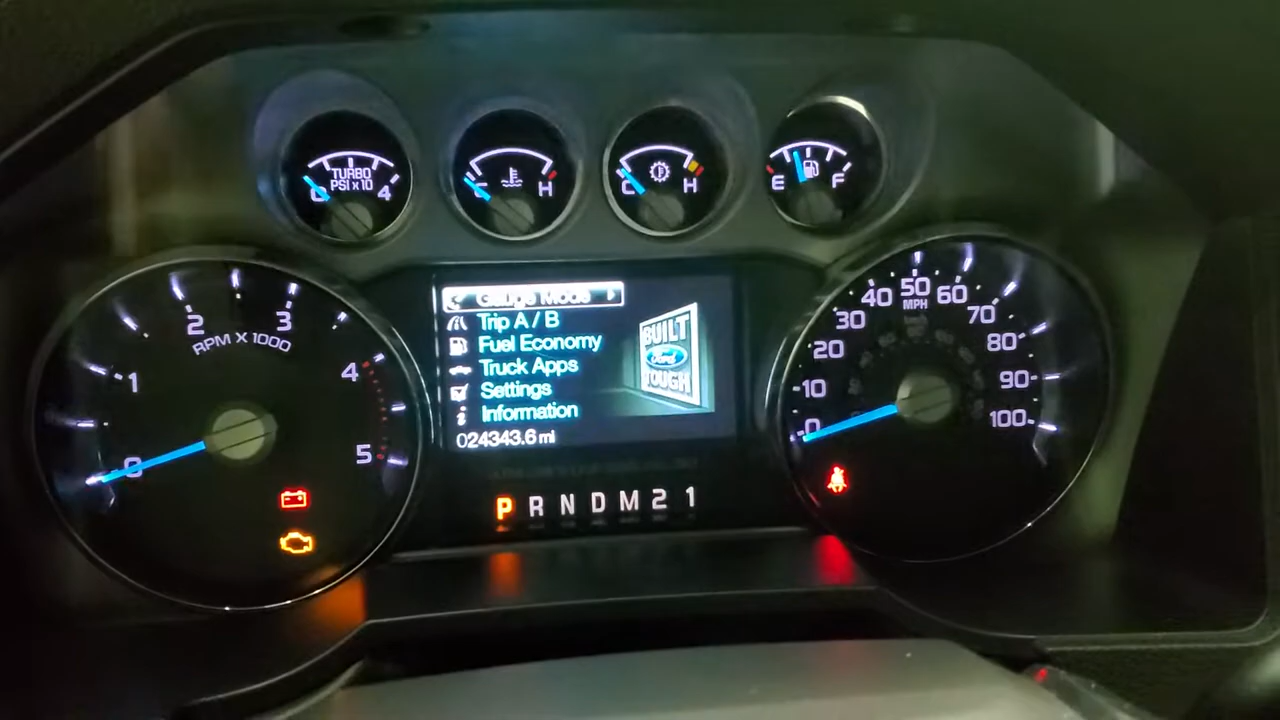 TURBO
PSI x 10
0 4
C H
C H
E F
0 1 2 3 4 5
RPM X 1000
Gauge Mode
Trip A / B
Fuel Economy
Truck Apps
Settings
Information
024343.6 mi
BUILT
Ford
TOUGH
P R N D M 2 1
0 10 20 30 40 50 60 70 80 90 100
MPH